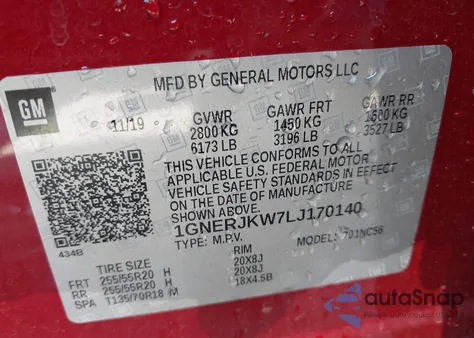 MFD BY GENERAL MOTORS LLC
GM
11/19
GVWR GAWR FRT GAWR RR
2800 KG 1450 KG 1600 KG
6173 LB 3196 LB 3527 LB
THIS VEHICLE CONFORMS TO ALL
APPLICABLE U.S. FEDERAL MOTOR
VEHICLE SAFETY STANDARDS IN EFFECT
ON THE DATE OF MANUFACTURE
SHOWN ABOVE.
1GNERJKW7LJ170140
TYPE: M.P.V. MODEL: 701NC56
434B
TIRE SIZE RIM
FRT 255/55R20 H 20X8J
RR 255/55R20 H 20X8J
SPA T135/70R18 M 18X4.5B
autoSnap